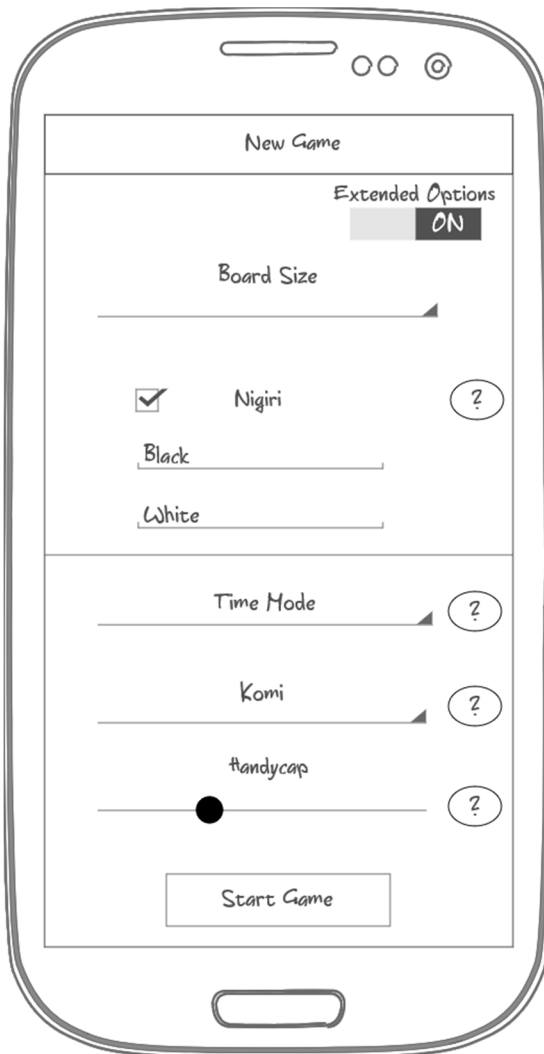 New Game
Extended Options
ON
Board Size
Nigiri
?
Black
White
Time Mode
?
Komi
?
Handycap
?
Start Game